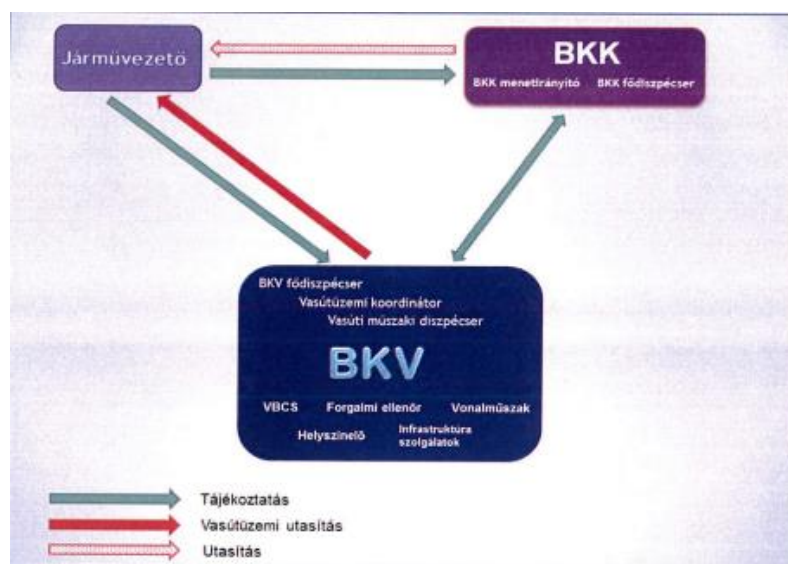 Járművezető
BKK
BKK menetirányító BKK fődiszpécser
BKV fődiszpécser
Vasútüzemi koordinátor
Vasúti műszaki diszpécser
BKV
VBCS Forgalmi ellenőr Vonalműszak
Helyszínelő Infrastruktúra
szolgálatok
Tájékoztatás
Vasútüzemi utasítás
Utasítás